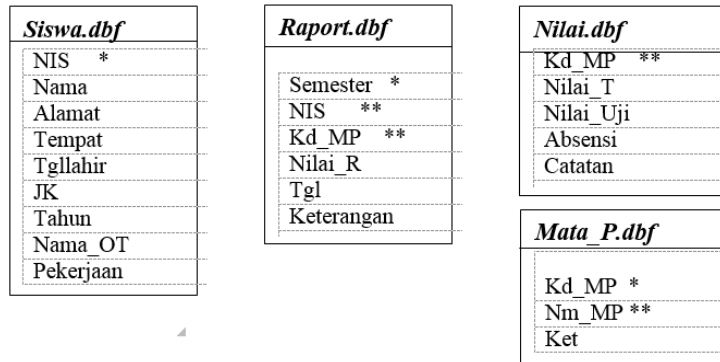 Siswa.dbf
NIS *
Nama
Alamat
Tempat
Tgllahir
JK
Tahun
Nama_OT
Pekerjaan
Raport.dbf
Semester *
NIS **
Kd_MP **
Nilai_R
Tgl
Keterangan
Nilai.dbf
Kd_MP **
Nilai_T
Nilai_Uji
Absensi
Catatan
Mata_P.dbf
Kd_MP *
Nm_MP **
Ket